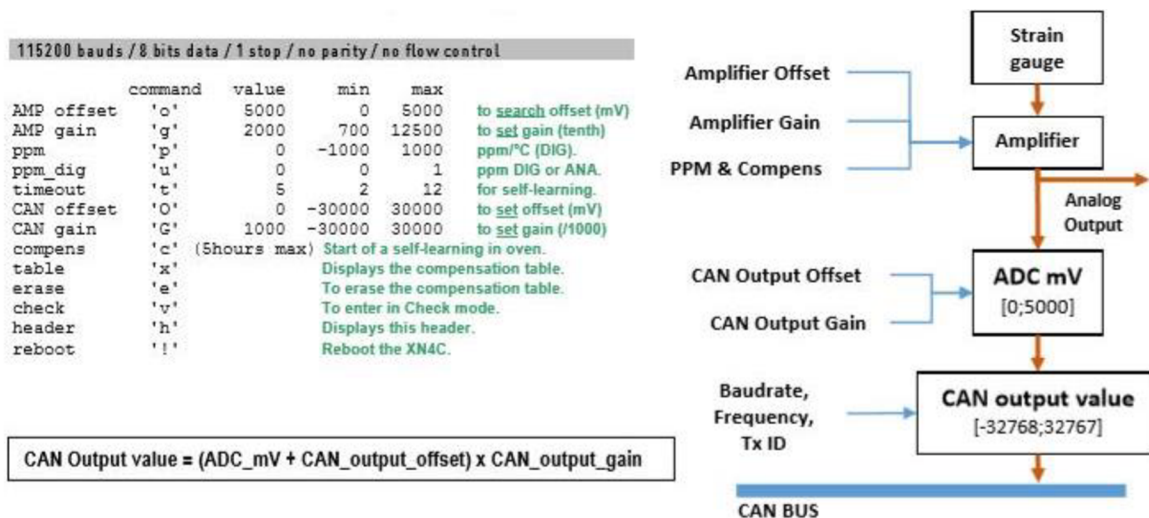 115200 bauds / 8 bits data / 1 stop / no parity / no flow control
command value min max
AMP offset 'o' 5000 0 5000 to search offset (mV)
AMP gain 'g' 2000 700 12500 to set gain (tenth)
ppm 'p' 0 -1000 1000 ppm/°C (DIG).
ppm_dig 'u' 0 0 1 ppm DIG or ANA.
timeout 't' 5 2 12 for self-learning.
CAN offset 'O' 0 -30000 30000 to set offset (mV)
CAN gain 'G' 1000 -30000 30000 to set gain (/1000)
compens 'c' (5hours max) Start of a self-learning in oven.
table 'x' Displays the compensation table.
erase 'e' To erase the compensation table.
check 'v' To enter in Check mode.
header 'h' Displays this header.
reboot '!' Reboot the XN4C.
CAN Output value = (ADC_mV + CAN_output_offset) x CAN_output_gain
Strain
gauge
Amplifier Offset
Amplifier Gain
PPM & Compens
Amplifier
Analog
Output
CAN Output Offset
CAN Output Gain
ADC mV
[0;5000]
Baudrate,
Frequency,
Tx ID
CAN output value
[-32768;32767]
CAN BUS